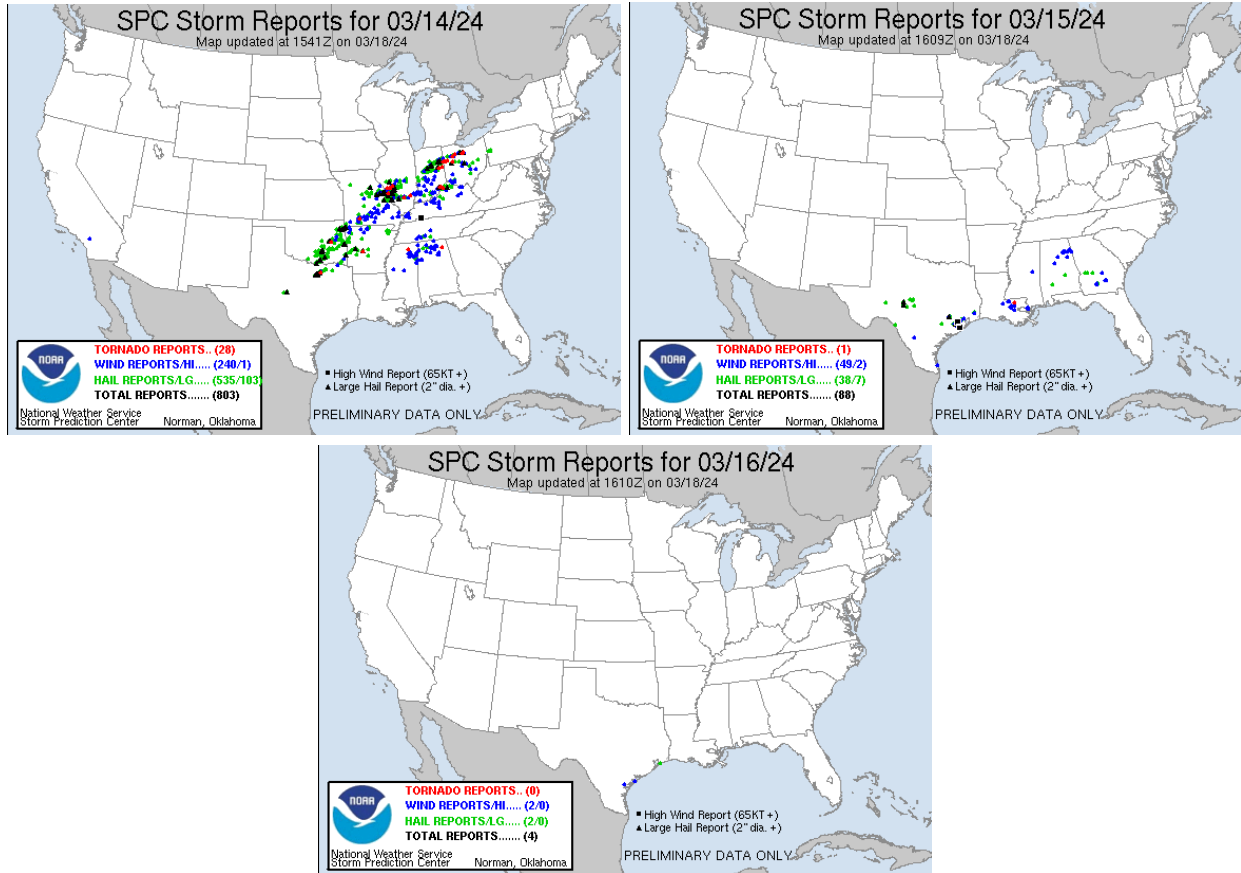 SPC Storm Reports for 03/14/24
Map updated at 1541Z on 03/18/24
NOAA
TORNADO REPORTS.. (28)
WIND REPORTS/HI..... (240/1)
HAIL REPORTS/LG..... (535/103)
TOTAL REPORTS....... (803)
National Weather Service
Storm Prediction Center Norman, Oklahoma
High Wind Report (65KT +)
Large Hail Report (2" dia. +)
PRELIMINARY DATA ONLY
SPC Storm Reports for 03/15/24
Map updated at 1609Z on 03/18/24
NOAA
TORNADO REPORTS.. (1)
WIND REPORTS/HI..... (49/2)
HAIL REPORTS/LG..... (38/7)
TOTAL REPORTS....... (88)
National Weather Service
Storm Prediction Center Norman, Oklahoma
High Wind Report (65KT +)
Large Hail Report (2" dia. +)
PRELIMINARY DATA ONLY
SPC Storm Reports for 03/16/24
Map updated at 1610Z on 03/18/24
NOAA
TORNADO REPORTS.. (0)
WIND REPORTS/HI..... (2/0)
HAIL REPORTS/LG..... (2/0)
TOTAL REPORTS....... (4)
National Weather Service
Storm Prediction Center Norman, Oklahoma
High Wind Report (65KT +)
Large Hail Report (2" dia. +)
PRELIMINARY DATA ONLY